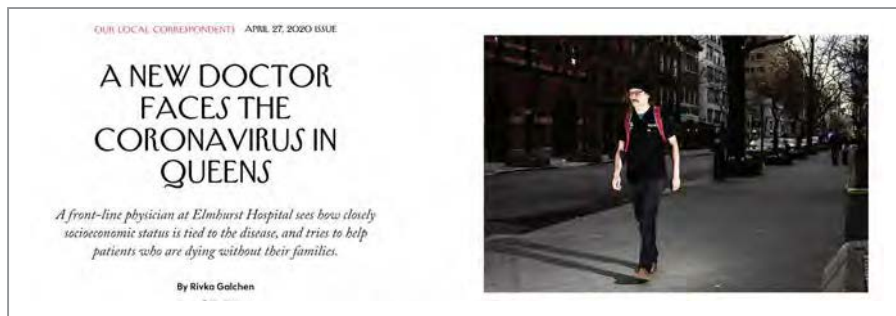 OUR LOCAL CORRESPONDENTS APRIL 27, 2020 ISSUE
A NEW DOCTOR
FACES THE
CORONAVIRUS IN
QUEENS
A front-line physician at Elmhurst Hospital sees how closely
socioeconomic status is tied to the disease, and tries to help
patients who are dying without their families.
By Rivka Galchen